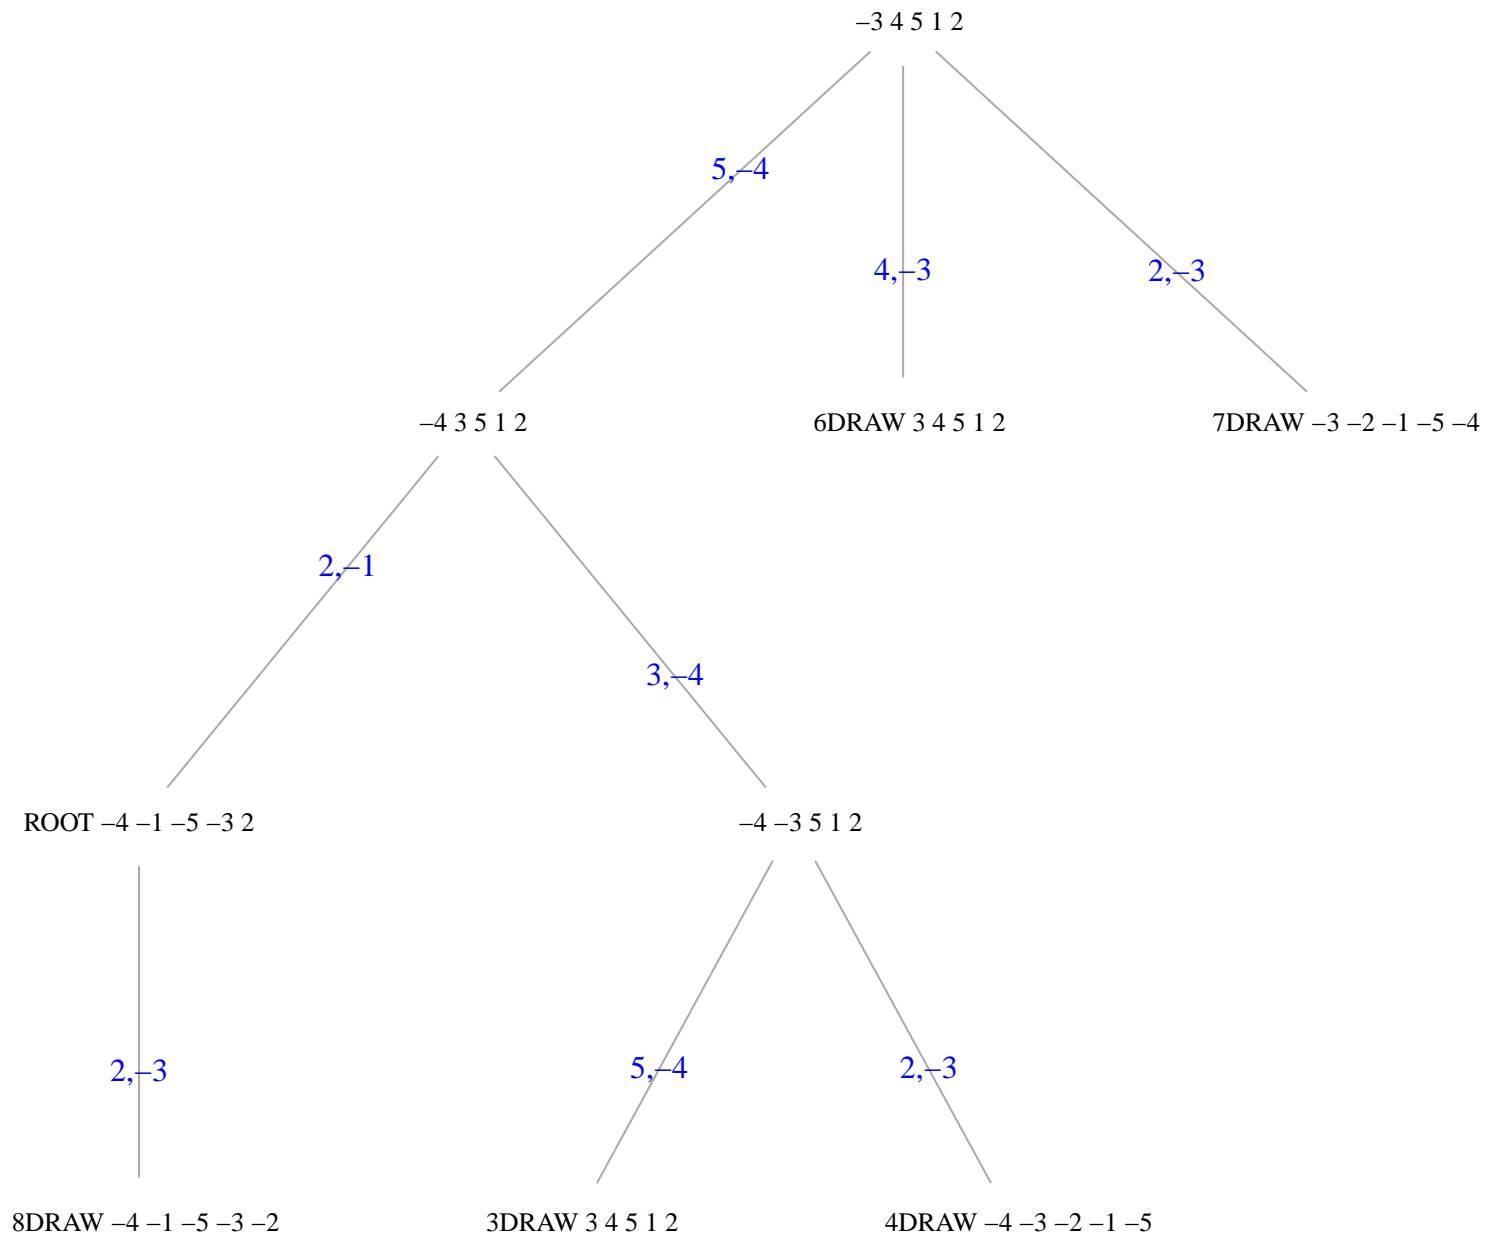 –3 4 5 1 2
5,–4
4,–3
2,–3
–4 3 5 1 2
6DRAW 3 4 5 1 2
7DRAW –3 –2 –1 –5 –4
2,–1
3,–4
ROOT –4 –1 –5 –3 2
–4 –3 5 1 2
2,–3
5,–4
2,–3
8DRAW –4 –1 –5 –3 –2
3DRAW 3 4 5 1 2
4DRAW –4 –3 –2 –1 –5